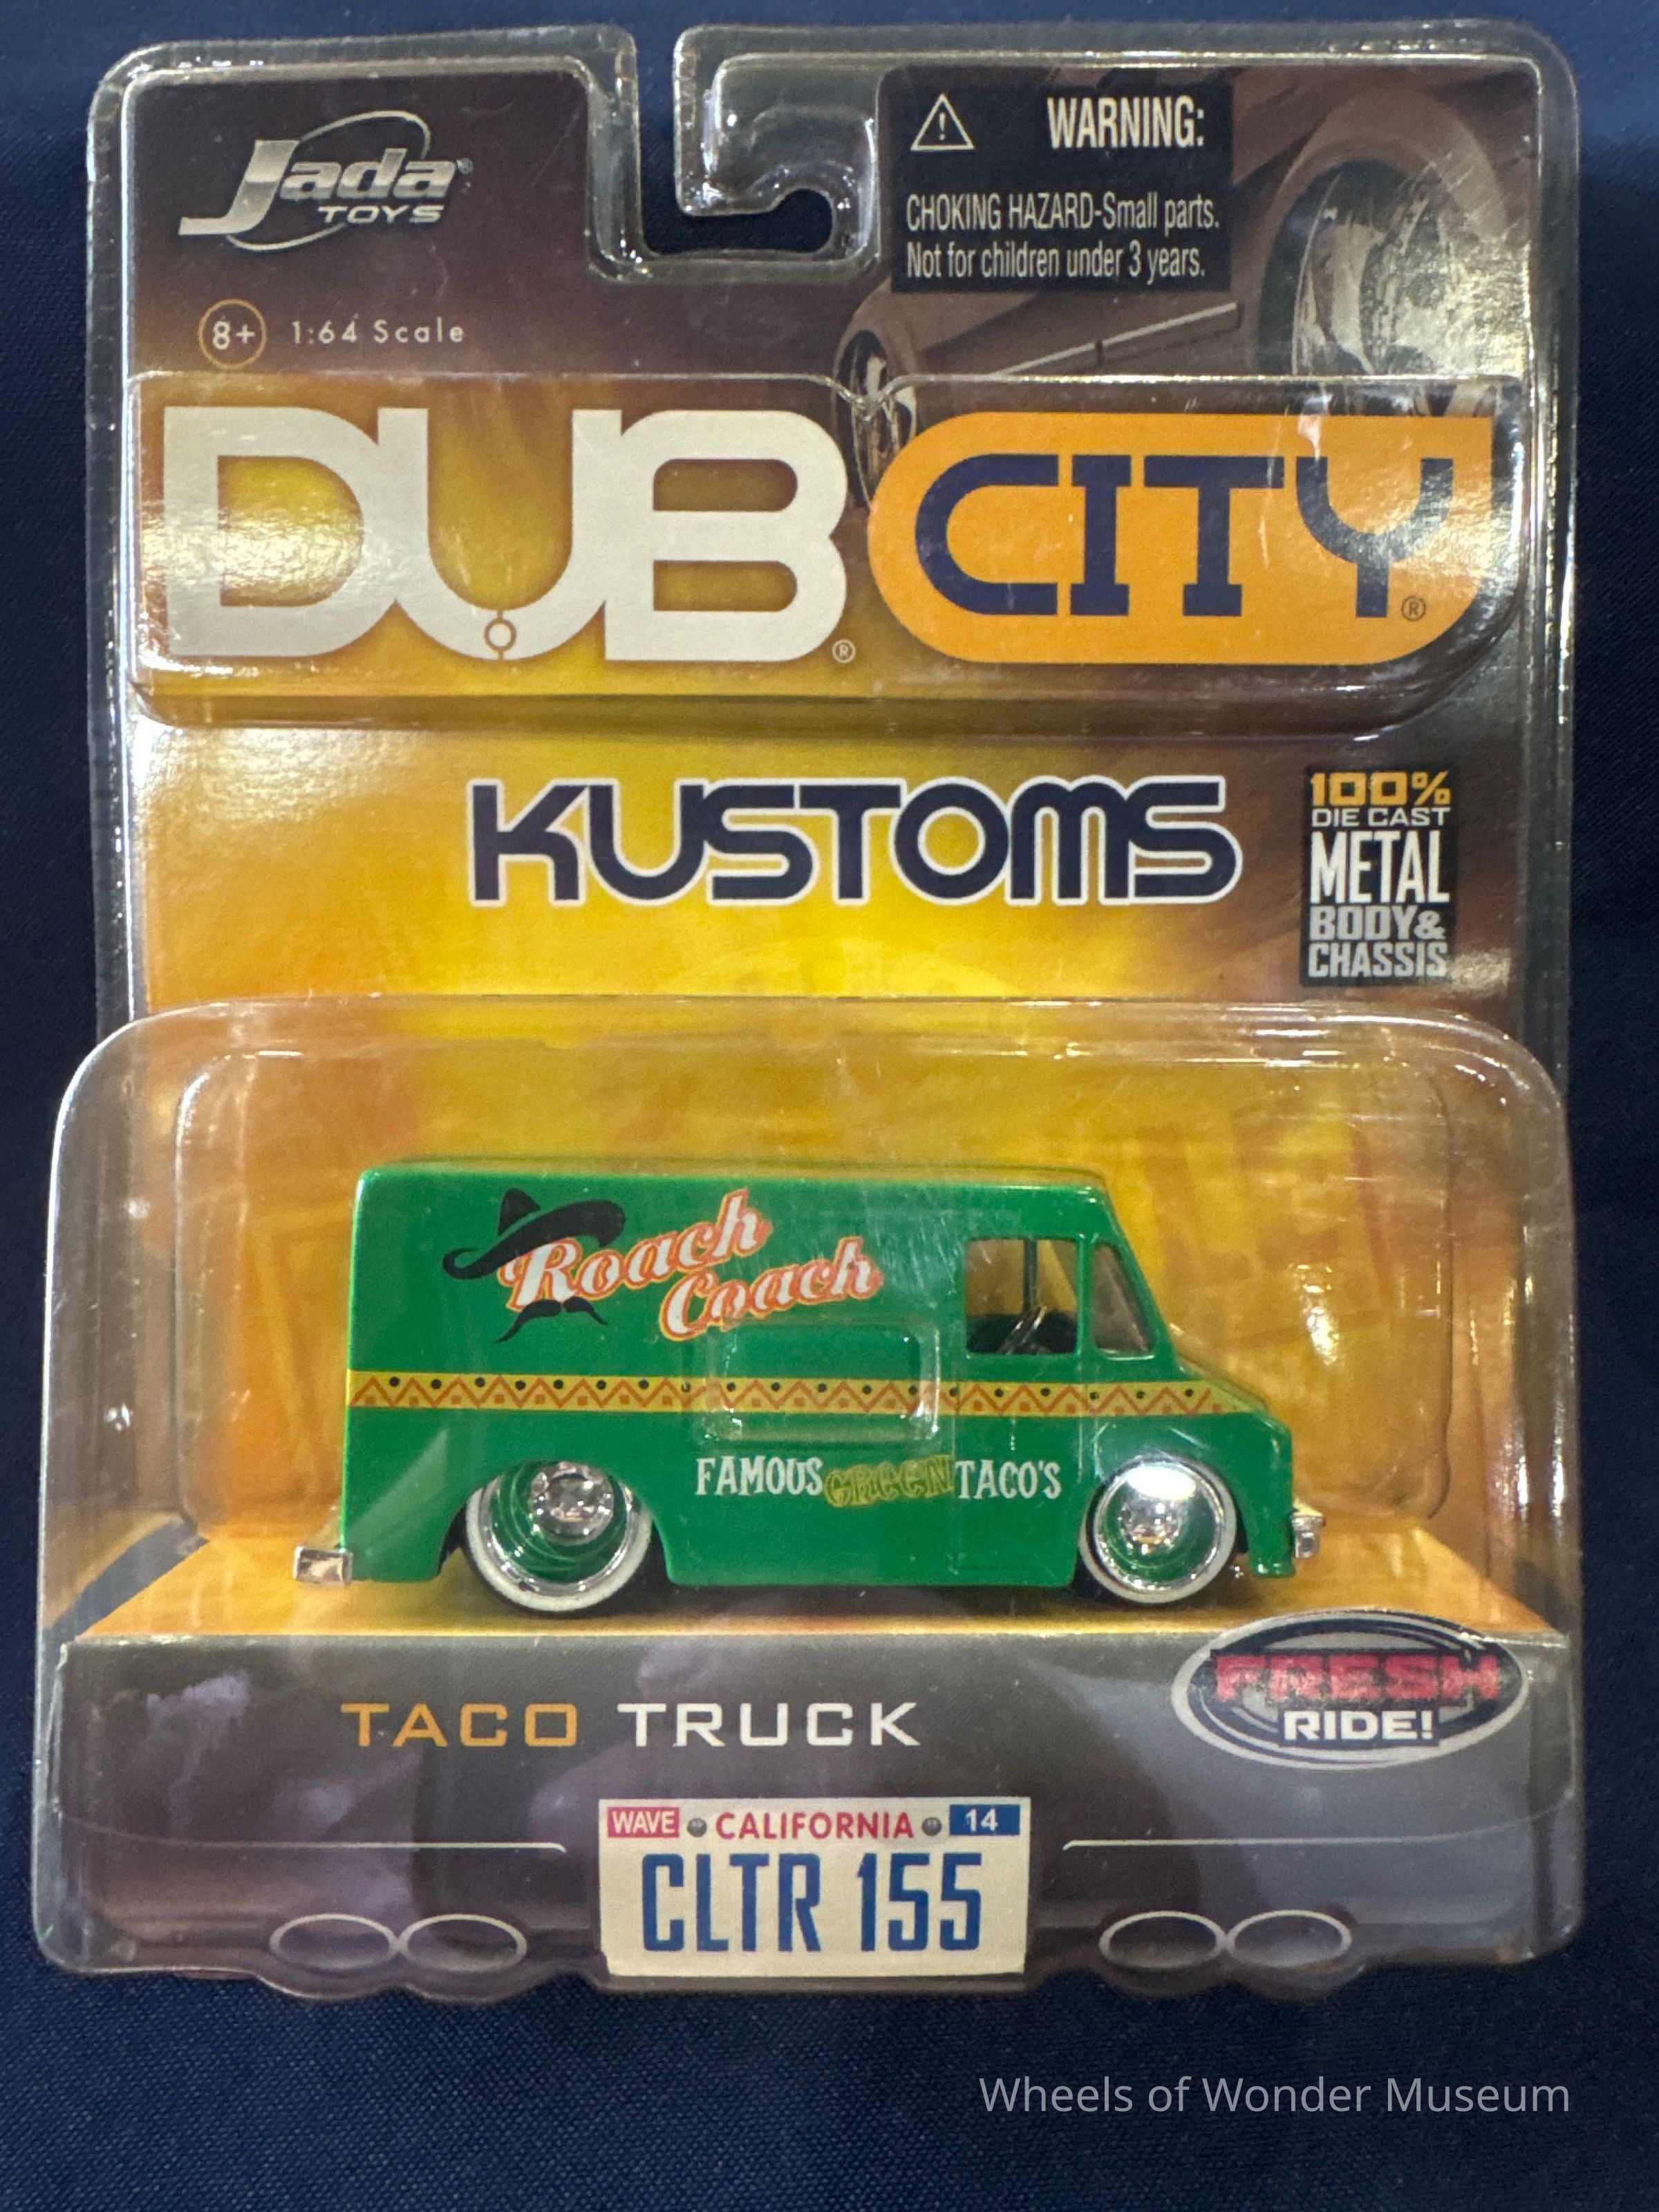 Jada
TOYS
WARNING:
CHOKING HAZARD-Small parts.
Not for children under 3 years.
8+ 1:64 Scale
DUB CITY
KUSTOMS
100%
DIE CAST
METAL
BODY&
CHASSIS
Roach
Coach
FAMOUS GREEN TACO'S
TACO TRUCK
FRESH
RIDE!
WAVE CALIFORNIA 14
CLTR 155
Wheels of Wonder Museum